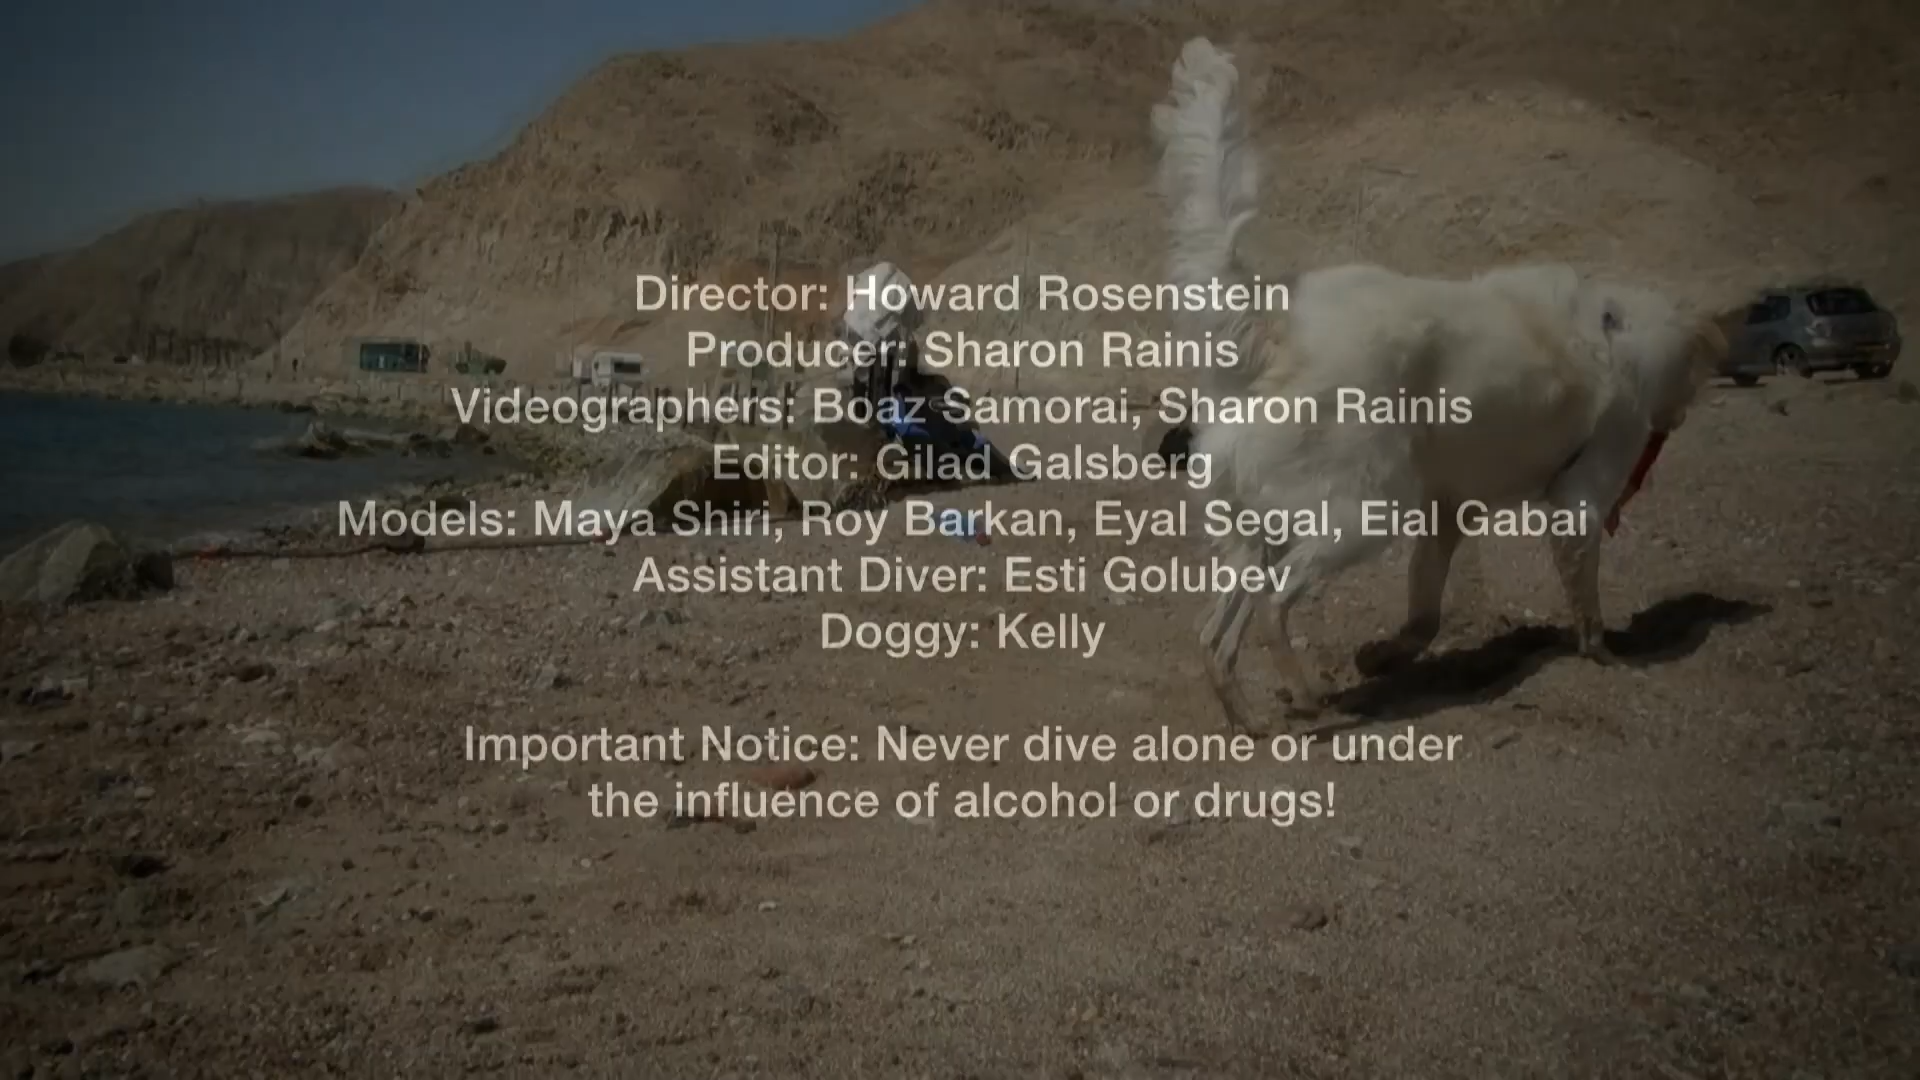 Director: Howard Rosenstein
Producer: Sharon Rainis
Videographers: Boaz Samorai, Sharon Rainis
Editor: Gilad Galsberg
Models: Maya Shiri, Roy Barkan, Eyal Segal, Eial Gabai
Assistant Diver: Esti Golubev
Doggy: Kelly
Important Notice: Never dive alone or under
the influence of alcohol or drugs!